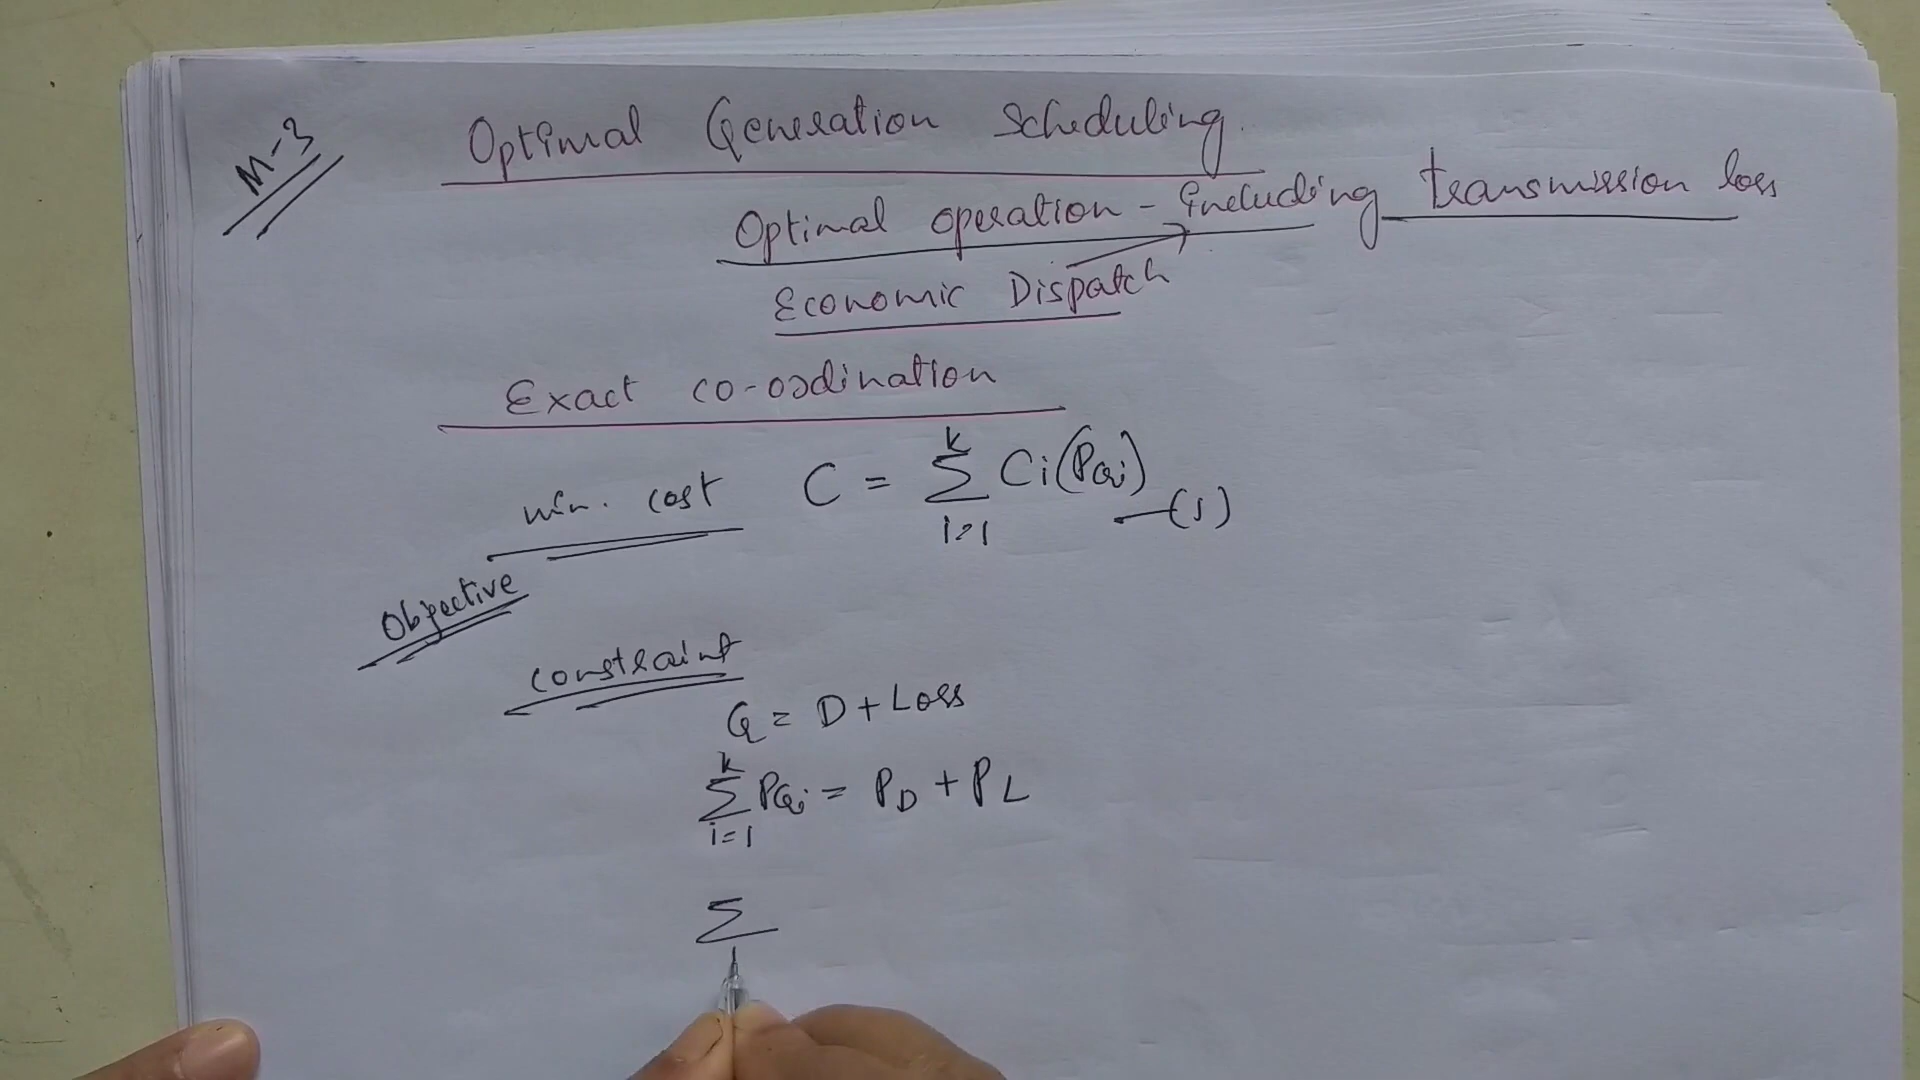 M-3
Optimal Generation Scheduling.
Optimal operation - including transmission loss
Economic Dispatch
Exact co-ordination
min. cost C = k Σ i=1 Ci(PGi) —(1)
Objective
constraint
G = D + Loss
k Σ i=1 PGi = PD + PL
Σ